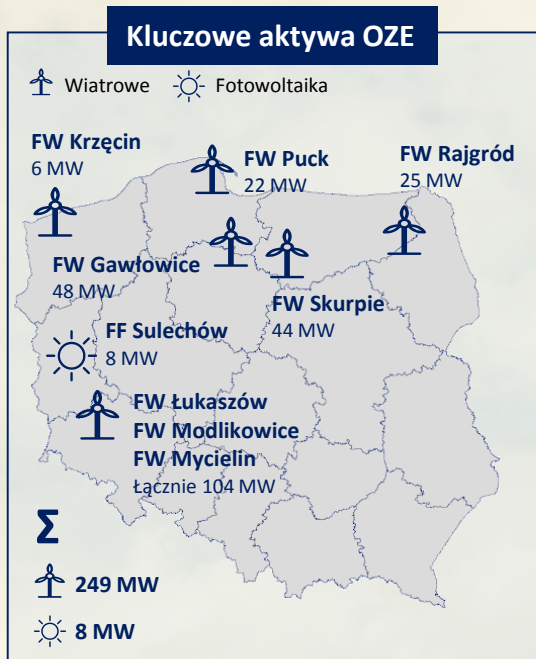 Kluczowe aktywa OZE
Wiatrowe
Fotowoltaika
FW Krzęcin
6 MW
FW Puck
22 MW
FW Rajgród
25 MW
FW Gawłowice
48 MW
FW Skurpie
44 MW
FF Sulechów
8 MW
FW Łukaszów
FW Modlikowice
FW Mycielin
Łącznie 104 MW
Σ
249 MW
8 MW